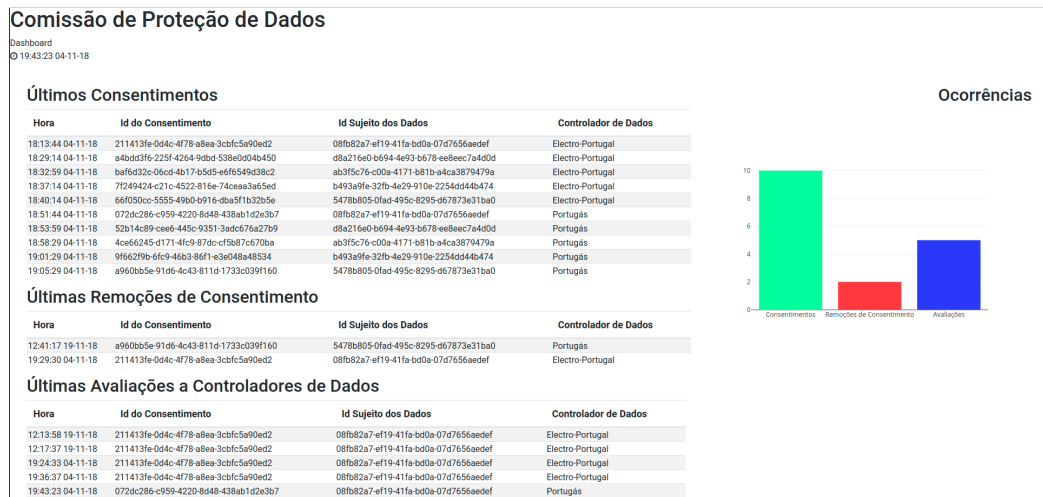 Comissão de Proteção de Dados
Dashboard
19:43:23 04-11-18
Últimos Consentimentos
Hora Id do Consentimento Id Sujeito dos Dados Controlador de Dados
18:13:44 04-11-18 211413fe-0d4c-4f78-a8ea-3cbfc5a90ed2 08fb82a7-ef19-41fa-bd0a-07d7656aedef Electro-Portugal
18:29:14 04-11-18 a4bdd3f6-225f-4264-9dbd-538e0d04b450 d8a216e0-b694-4e93-b678-ee8eec7a4d0d Electro-Portugal
18:32:59 04-11-18 baf6d32c-06cd-4b17-b5d5-e6f6549d38c2 ab3f5c76-c00a-4171-b81b-a4ca3879479a Electro-Portugal
18:37:14 04-11-18 7f249424-c21c-4522-816e-74ceaa3a65ed b493a9fe-32fb-4e29-910e-2254dd44b474 Electro-Portugal
18:40:14 04-11-18 66f050cc-5555-49b0-b916-dba5f1b32b5e 5478b805-0fad-495c-8295-d67873e31ba0 Electro-Portugal
18:51:44 04-11-18 072dc286-c959-4220-8d48-438ab1d2e3b7 08fb82a7-ef19-41fa-bd0a-07d7656aedef Portugás
18:53:59 04-11-18 52b14c89-cee6-445c-9351-3adc676a27b9 d8a216e0-b694-4e93-b678-ee8eec7a4d0d Portugás
18:58:29 04-11-18 4ce66245-d171-4fc9-87dc-cf5b87c670ba ab3f5c76-c00a-4171-b81b-a4ca3879479a Portugás
19:01:29 04-11-18 9f662f9b-6fc9-46b3-86f1-e3e048a48534 b493a9fe-32fb-4e29-910e-2254dd44b474 Portugás
19:05:29 04-11-18 a960bb5e-91d6-4c43-811d-1733c039f160 5478b805-0fad-495c-8295-d67873e31ba0 Portugás
Últimas Remoções de Consentimento
Hora Id do Consentimento Id Sujeito dos Dados Controlador de Dados
12:41:17 19-11-18 a960bb5e-91d6-4c43-811d-1733c039f160 5478b805-0fad-495c-8295-d67873e31ba0 Portugás
19:29:30 04-11-18 211413fe-0d4c-4f78-a8ea-3cbfc5a90ed2 08fb82a7-ef19-41fa-bd0a-07d7656aedef Electro-Portugal
Últimas Avaliações a Controladores de Dados
Hora Id do Consentimento Id Sujeito dos Dados Controlador de Dados
12:13:58 19-11-18 211413fe-0d4c-4f78-a8ea-3cbfc5a90ed2 08fb82a7-ef19-41fa-bd0a-07d7656aedef Electro-Portugal
12:17:37 19-11-18 211413fe-0d4c-4f78-a8ea-3cbfc5a90ed2 08fb82a7-ef19-41fa-bd0a-07d7656aedef Electro-Portugal
19:24:33 04-11-18 211413fe-0d4c-4f78-a8ea-3cbfc5a90ed2 08fb82a7-ef19-41fa-bd0a-07d7656aedef Electro-Portugal
19:36:37 04-11-18 211413fe-0d4c-4f78-a8ea-3cbfc5a90ed2 08fb82a7-ef19-41fa-bd0a-07d7656aedef Electro-Portugal
19:43:23 04-11-18 072dc286-c959-4220-8d48-438ab1d2e3b7 08fb82a7-ef19-41fa-bd0a-07d7656aedef Portugás
Ocorrências
10
8
6
4
2
0
Consentimentos Remoções de Consentimento Avaliações